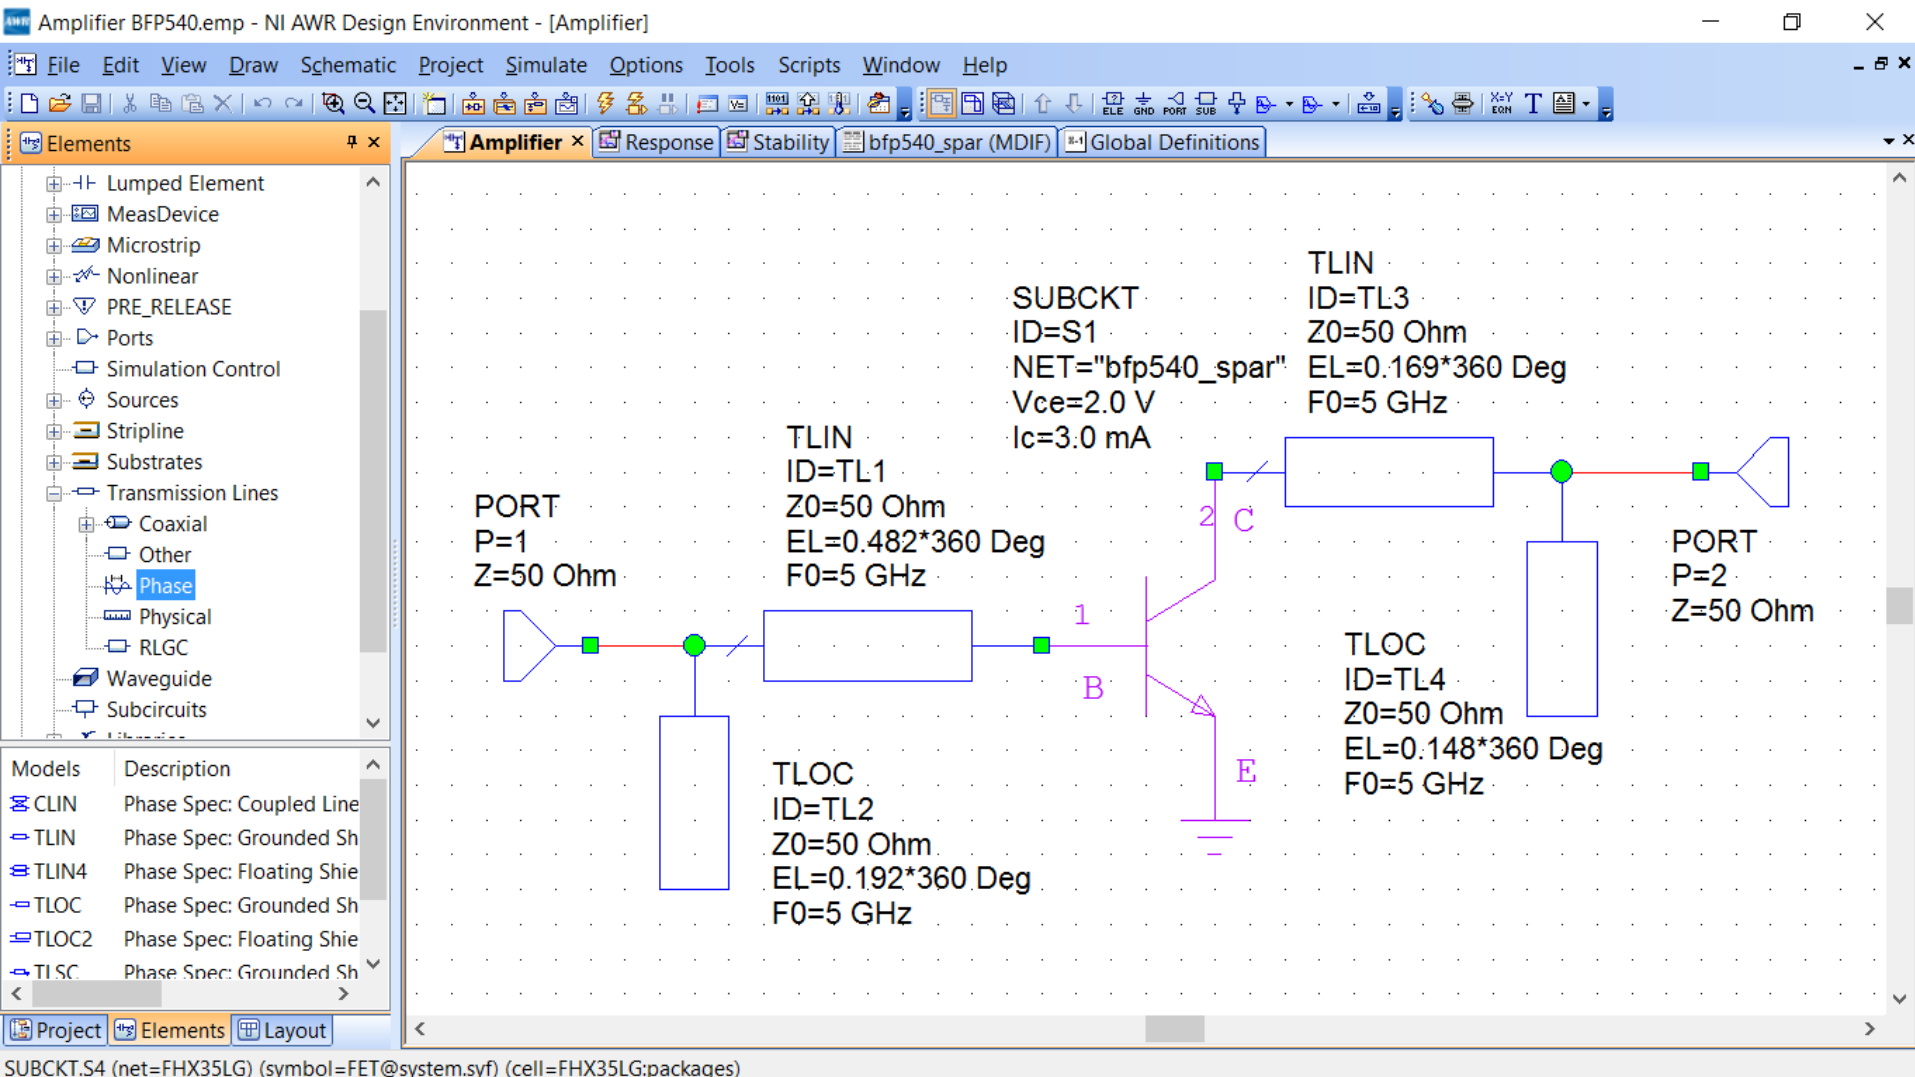 Amplifier BFP540.emp - NI AWR Design Environment - [Amplifier]
File Edit View Draw Schematic Project Simulate Options Tools Scripts Window Help
ELE GND PORT SUB
X=Y
EQN
T
Elements
Amplifier Response Stability bfp540_spar (MDIF) Global Definitions
Lumped Element
MeasDevice
Microstrip
Nonlinear
PRE_RELEASE
Ports
Simulation Control
Sources
Stripline
Substrates
Transmission Lines
Coaxial
Other
Phase
Physical
RLGC
Waveguide
Subcircuits
Models Description
CLIN Phase Spec: Coupled Line
TLIN Phase Spec: Grounded Sh
TLIN4 Phase Spec: Floating Shie
TLOC Phase Spec: Grounded Sh
TLOC2 Phase Spec: Floating Shie
TLSC Phase Spec: Grounded Sh
Project Elements Layout
PORT
P=1
Z=50 Ohm
TLIN
ID=TL1
Z0=50 Ohm
EL=0.482*360 Deg
F0=5 GHz
TLOC
ID=TL2
Z0=50 Ohm
EL=0.192*360 Deg
F0=5 GHz
SUBCKT
ID=S1
NET="bfp540_spar"
Vce=2.0 V
Ic=3.0 mA
1
B
2 C
E
TLIN
ID=TL3
Z0=50 Ohm
EL=0.169*360 Deg
F0=5 GHz
TLOC
ID=TL4
Z0=50 Ohm
EL=0.148*360 Deg
F0=5 GHz
PORT
P=2
Z=50 Ohm
SUBCKT.S4 (net=FHX35LG) (symbol=FET@system.syf) (cell=FHX35LG:packages)